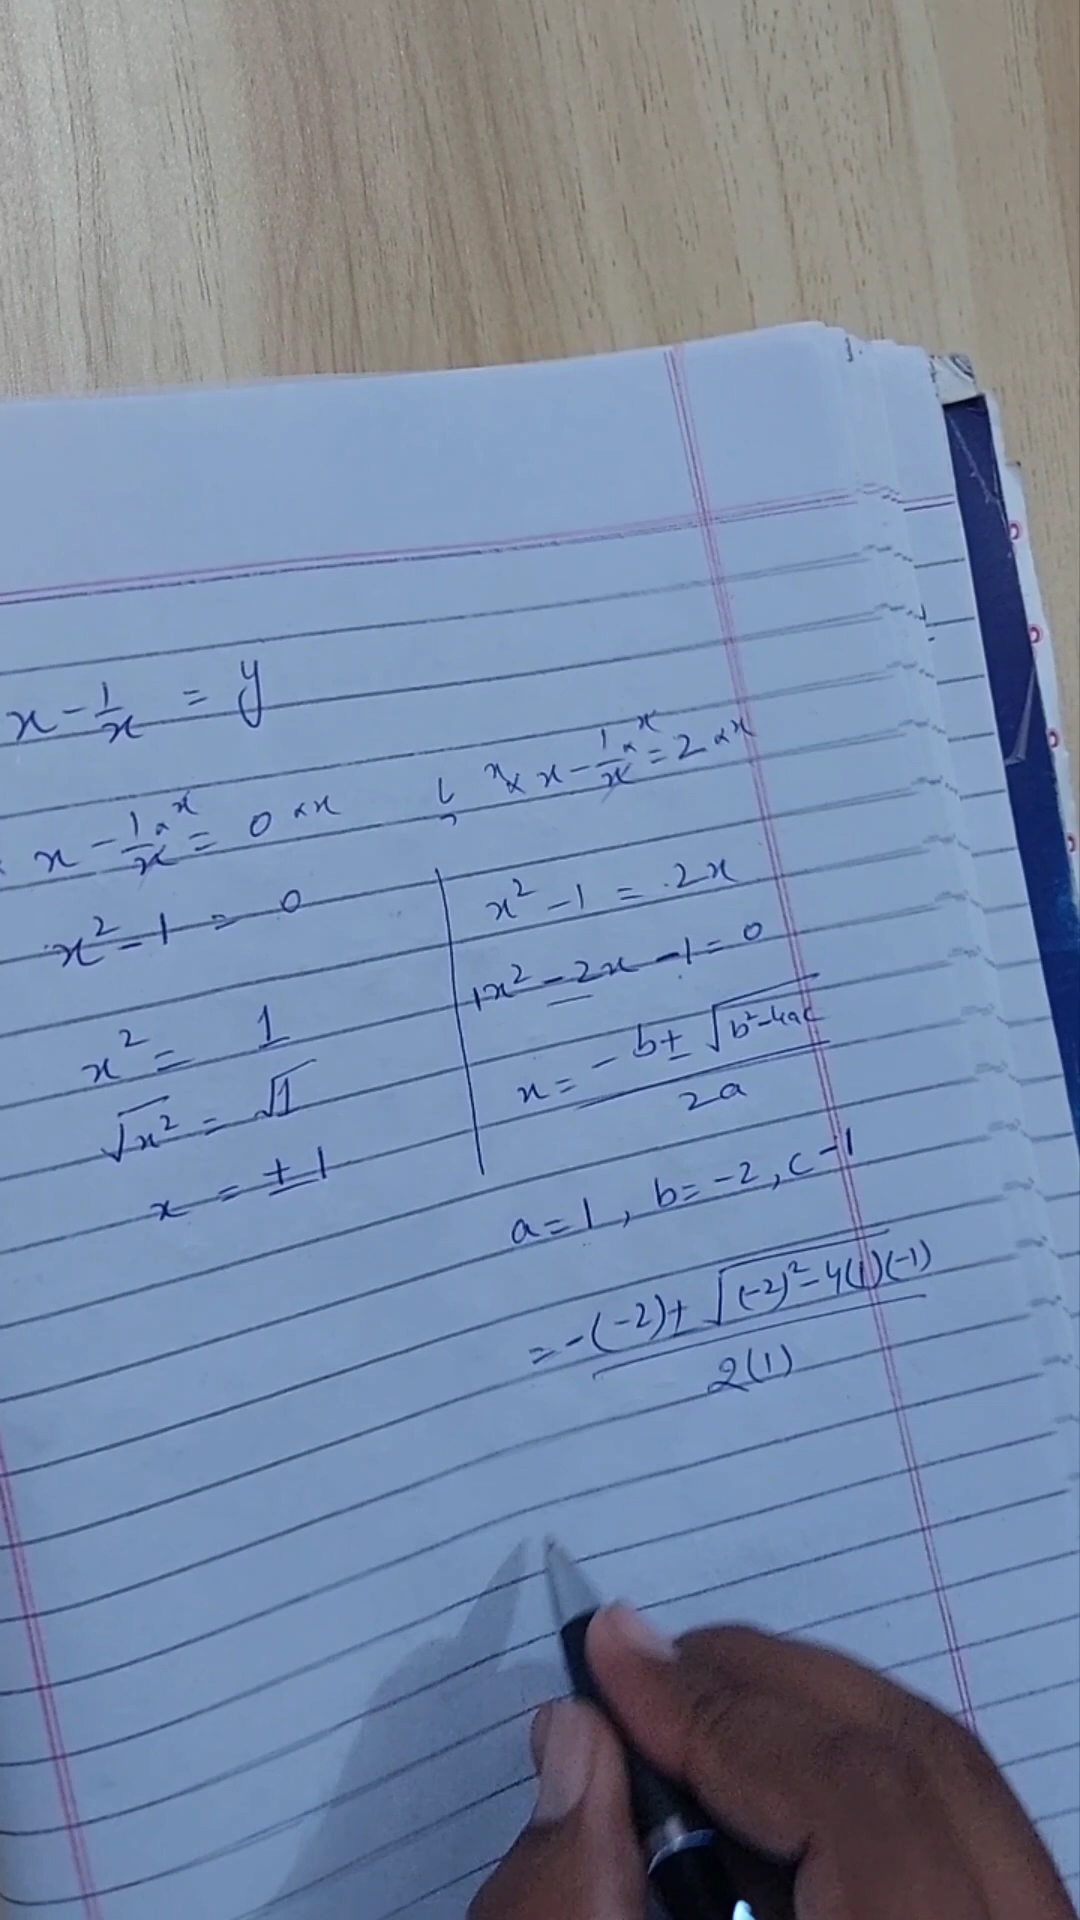 x - 1/x = y
x - 1/x × x = 0 × x
x² - 1 = 0
x² = 1
√x² = √1
x = ± 1
x × x - 1/x × x = 2 × x
x² - 1 = 2x
1x² - 2x - 1 = 0
x = -b ± √b² - 4ac / 2a
a = 1, b = -2, c -1
= -(-2) ± √(-2)² - 4(1)(-1) / 2(1)